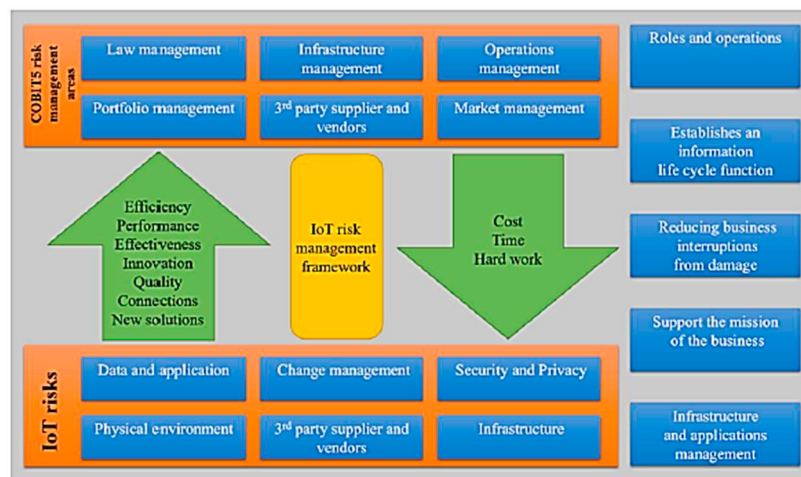 COBIT5 risk
management
areas
Law management
Infrastructure
management
Operations
management
Portfolio management
3rd party supplier and
vendors
Market management
Efficiency
Performance
Effectiveness
Innovation
Quality
Connections
New solutions
IoT risk
management
framework
Cost
Time
Hard work
IoT risks
Data and application
Change management
Security and Privacy
Physical environment
3rd party supplier and
vendors
Infrastructure
Roles and operations
Establishes an
information
life cycle function
Reducing business
interruptions
from damage
Support the mission
of the business
Infrastructure
and applications
management